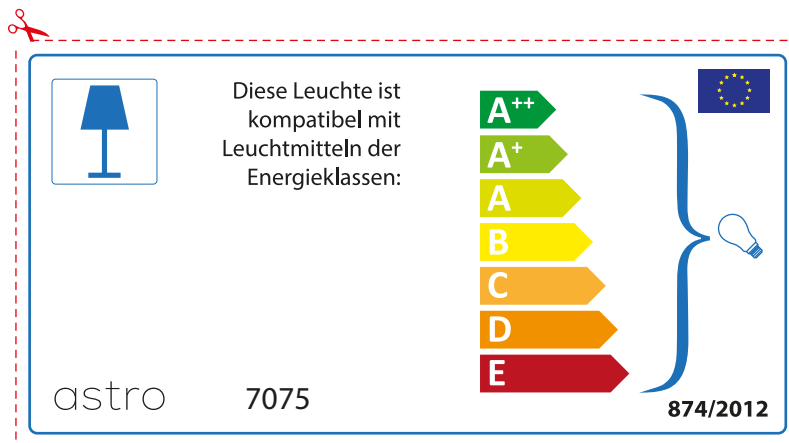 Diese Leuchte ist
kompatibel mit
Leuchtmitteln der
Energieklassen:
A++
A+
A
B
C
D
E
astro
7075
874/2012